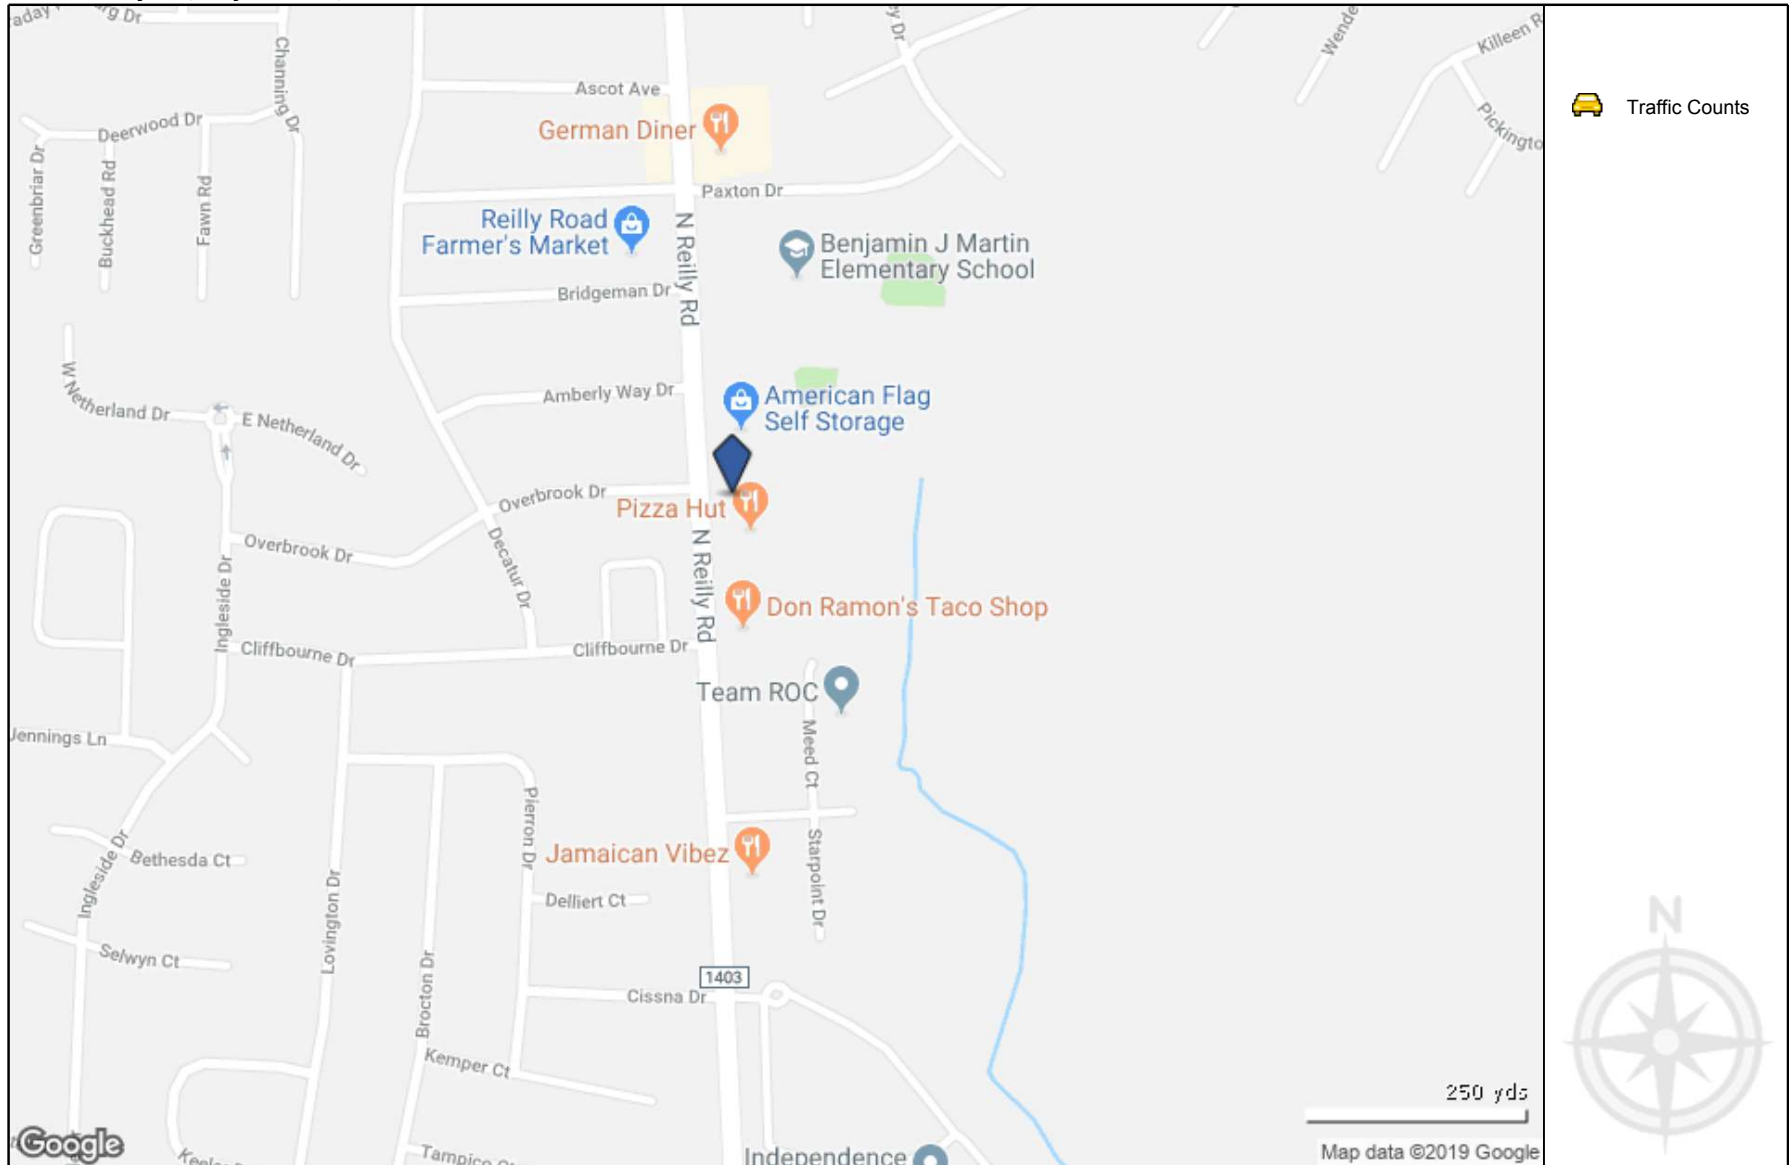 Channing Dr
Ascot Ave
Killeen R
Wende
Traffic Counts
German Diner
Deerwood Dr
Pickingto
Greenbriar Dr
Buckhead Rd
Fawn Rd
Paxton Dr
Reilly Road
Farmer's Market
N Reilly Rd
Benjamin J Martin
Elementary School
Bridgeman Dr
W Netherland Dr
E Netherland Dr
Amberly Way Dr
American Flag
Self Storage
Overbrook Dr
Pizza Hut
Overbrook Dr
Decatur Dr
N Reilly Rd
Ingleside Dr
Don Ramon's Taco Shop
Cliffbourne Dr
Cliffbourne Dr
Team ROC
Jennings Ln
Meed Ct
Pierron Dr
Jamaican Vibez
Bethesda Ct
Ingleside Dr
Starpoint Dr
Lovington Dr
Delliert Ct
Selwyn Ct
Brocton Dr
1403
Cissna Dr
N
Kemper Ct
250 yds
Google
Tampico
Independence
Map data ©2019 Google